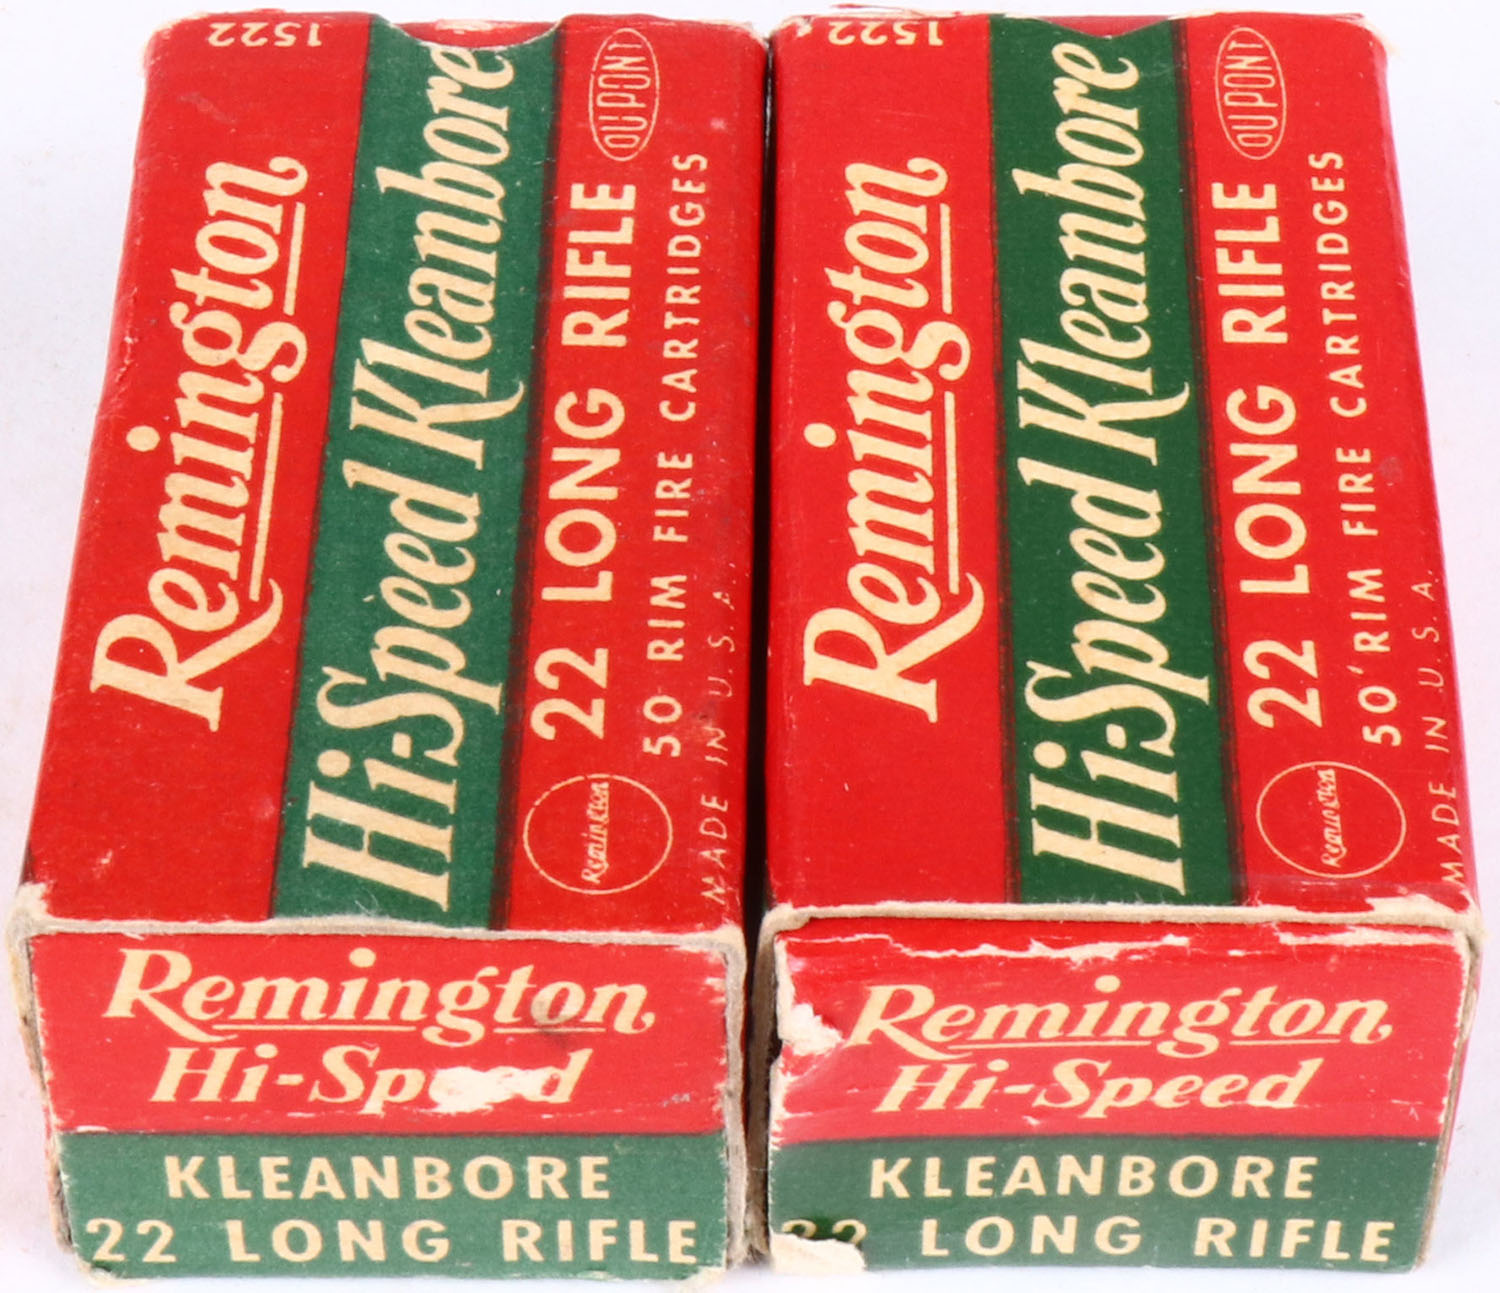 1522
Remington
Hi-Speed Kleanbore
DUPONT
22 LONG RIFLE
50 RIM FIRE CARTRIDGES
Remington
MADE IN U.S.A.
Remington
Hi-Speed
KLEANBORE
22 LONG RIFLE
1522
Remington
Hi-Speed Kleanbore
DUPONT
22 LONG RIFLE
50 RIM FIRE CARTRIDGES
Remington
MADE IN U.S.A.
Remington
Hi-Speed
KLEANBORE
22 LONG RIFLE